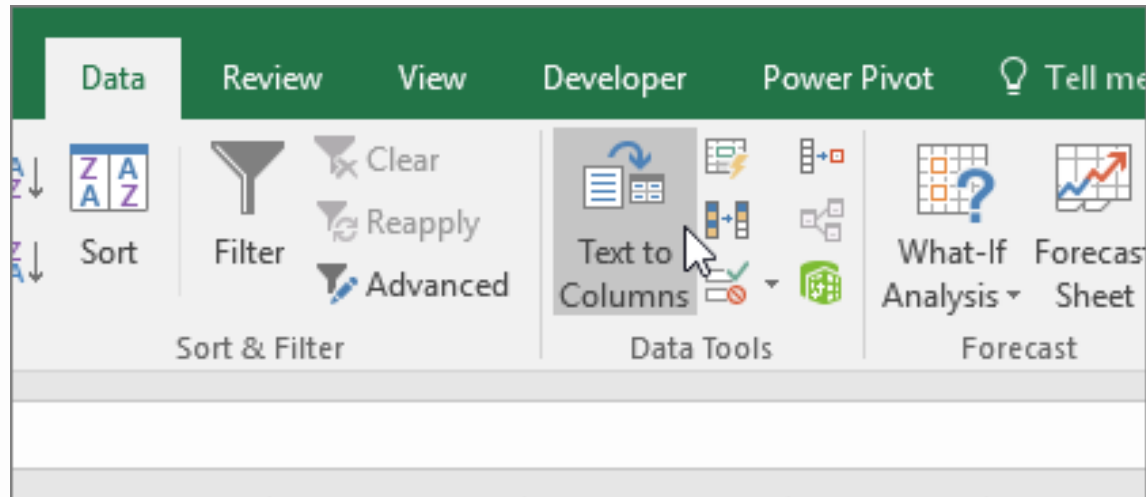 Data Review View Developer Power Pivot Tell me
Clear
Reapply
Advanced
Sort
Filter
Text to
Columns
What-If
Analysis
Forecas
Sheet
Sort & Filter
Data Tools
Forecast